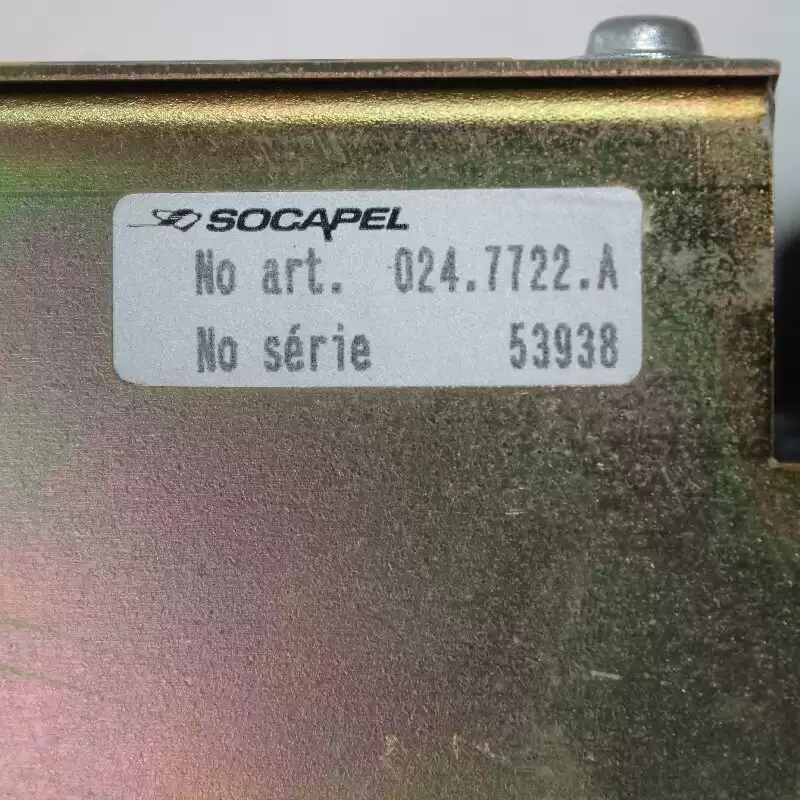 SOCAPEL
No art. 024.7722.A
No série 53938